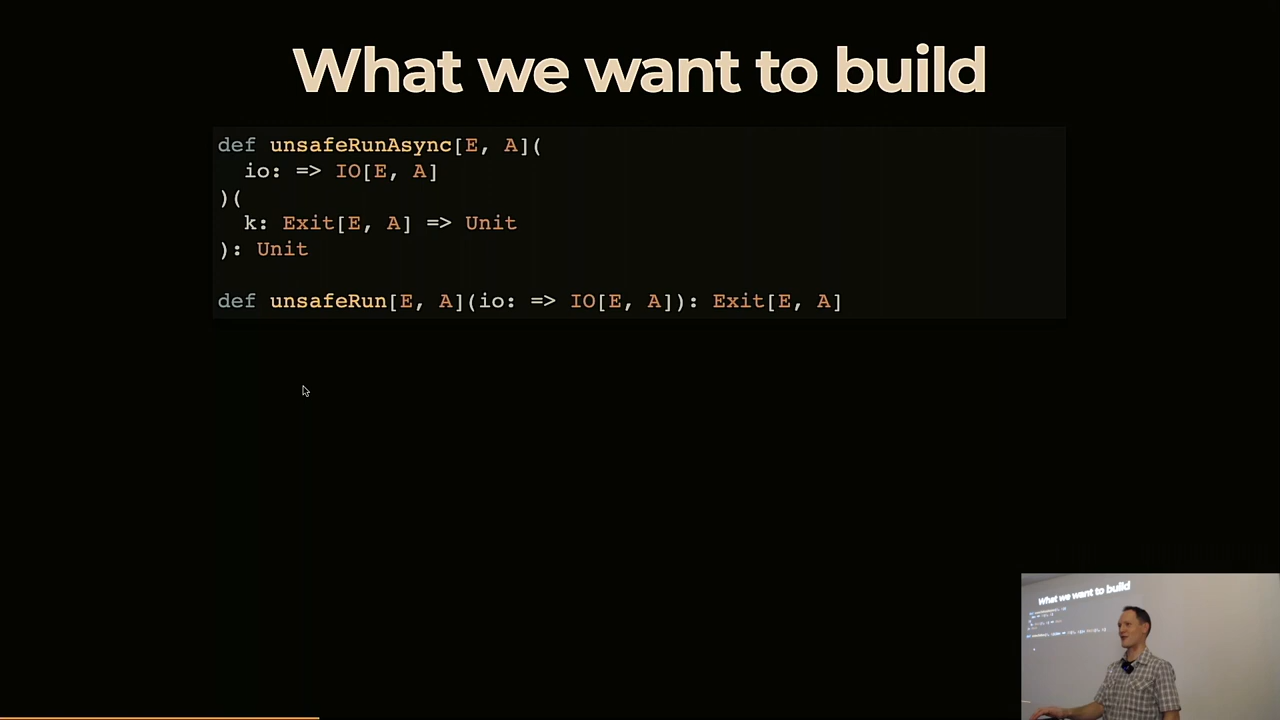 What we want to build
def unsafeRunAsync[E, A](
  io: => IO[E, A]
)(
  k: Exit[E, A] => Unit
): Unit
def unsafeRun[E, A](io: => IO[E, A]): Exit[E, A]
What we want to build